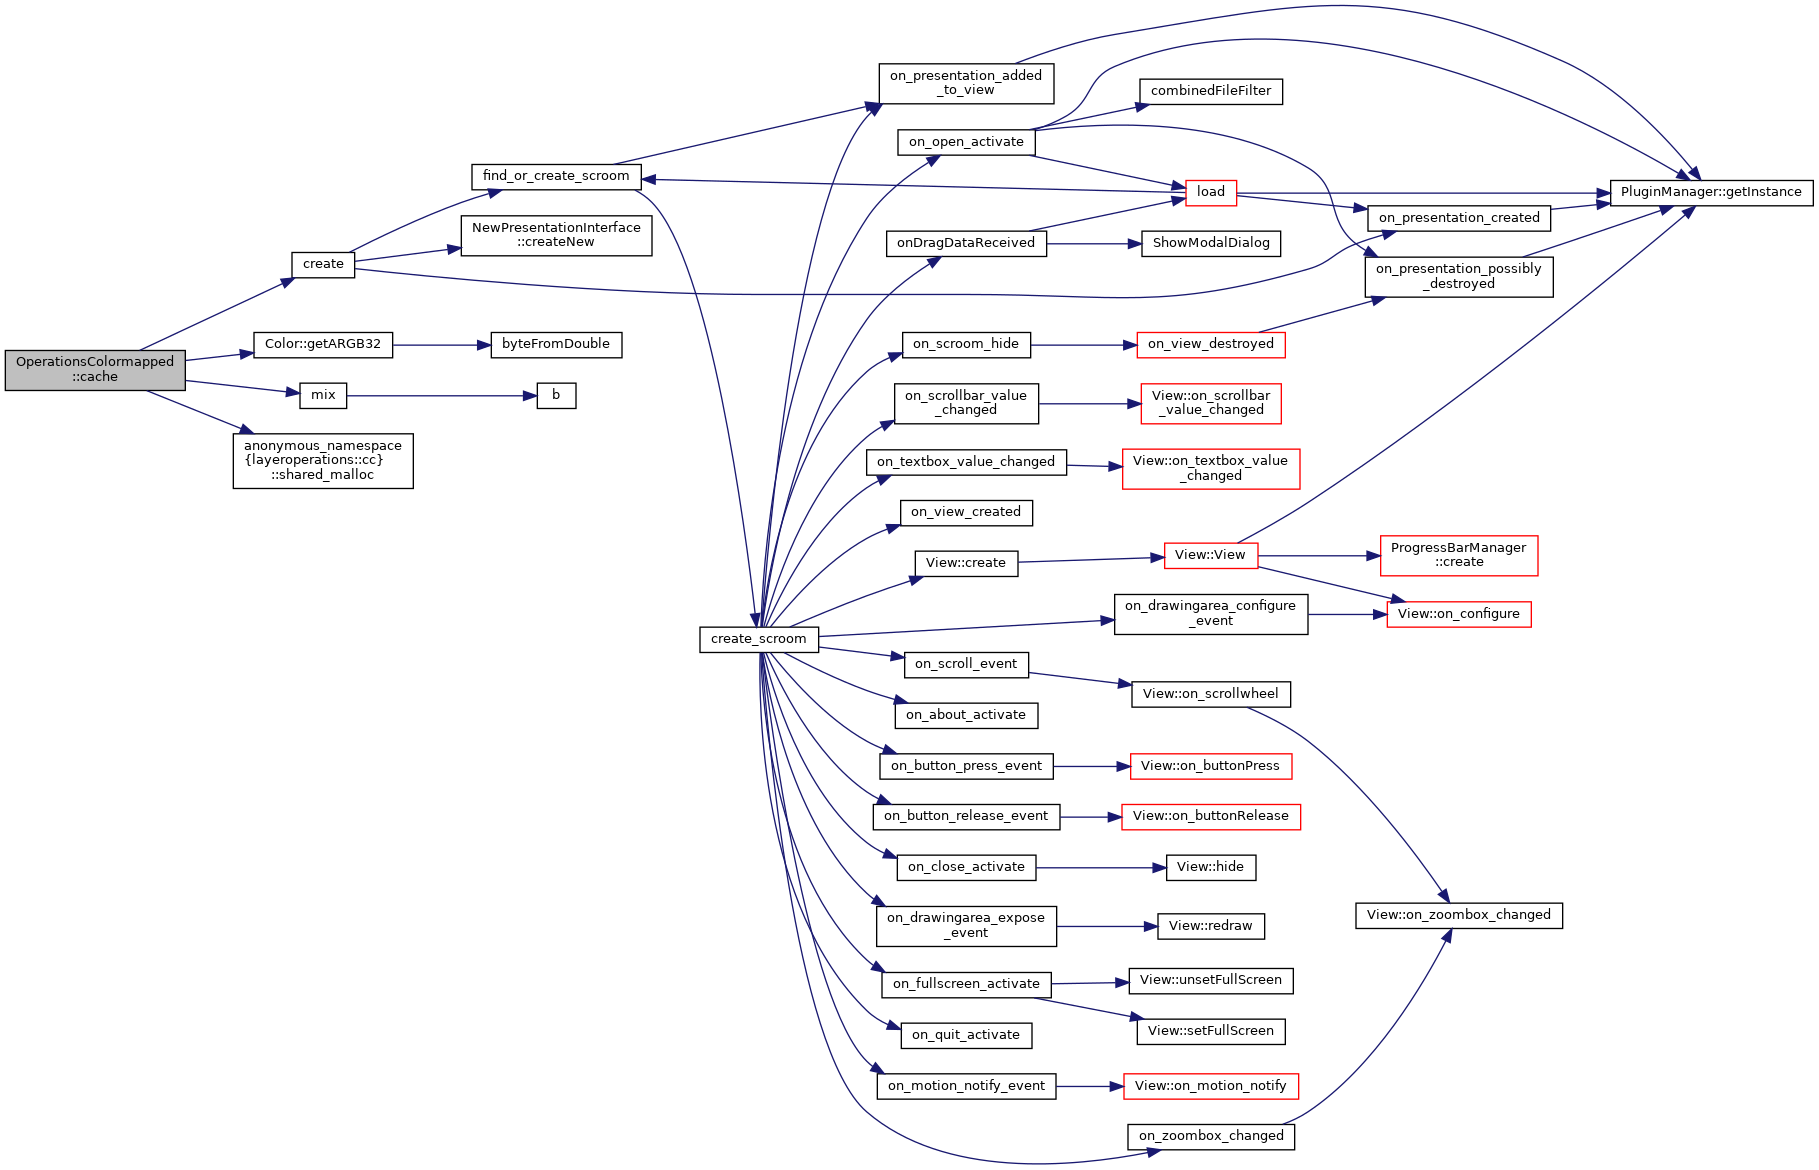 OperationsColormapped
::cache
create
Color::getARGB32
mix
anonymous_namespace
{layeroperations::cc}
::shared_malloc
find_or_create_scroom
NewPresentationInterface
::createNew
byteFromDouble
b
create_scroom
on_presentation_added
_to_view
on_open_activate
onDragDataReceived
on_scroom_hide
on_scrollbar_value
_changed
on_textbox_value_changed
on_view_created
View::create
on_drawingarea_configure
_event
on_scroll_event
on_about_activate
on_button_press_event
on_button_release_event
on_close_activate
on_drawingarea_expose
_event
on_fullscreen_activate
on_quit_activate
on_motion_notify_event
on_zoombox_changed
combinedFileFilter
load
ShowModalDialog
on_view_destroyed
View::on_scrollbar
_value_changed
View::on_textbox_value
_changed
View::View
View::on_scrollwheel
View::on_buttonPress
View::on_buttonRelease
View::hide
View::redraw
View::unsetFullScreen
View::setFullScreen
View::on_motion_notify
on_presentation_created
on_presentation_possibly
_destroyed
ProgressBarManager
::create
View::on_configure
View::on_zoombox_changed
PluginManager::getInstance